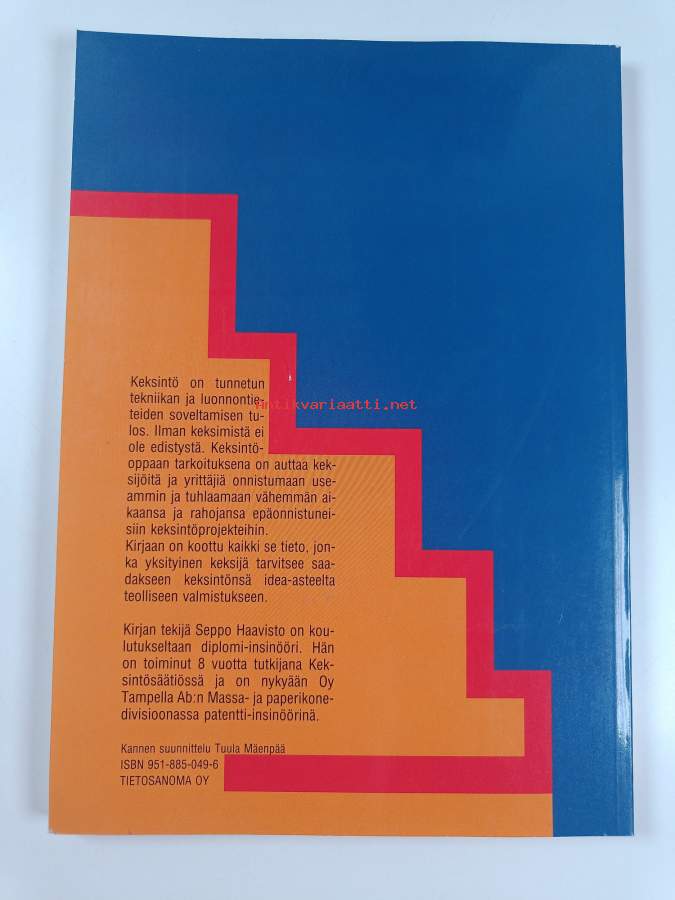 Keksintö on tunnetun
tekniikan ja luonnontie-
teiden soveltamisen tu-
los. Ilman keksimistä ei
ole edistystä. Keksintö-
oppaan tarkoituksena on auttaa kek-
sijöitä ja yrittäjiä onnistumaan use-
ammin ja tuhlaamaan vähemmän ai-
kaansa ja rahojansa epäonnistunei-
siin keksintöprojekteihin.
Kirjaan on koottu kaikki se tieto, jon-
ka yksityinen keksijä tarvitsee saa-
dakseen keksintönsä idea-asteelta
teolliseen valmistukseen.
Kirjan tekijä Seppo Haavisto on kou-
lutukseltaan diplomi-insinööri. Hän
on toiminut 8 vuotta tutkijana Kek-
sintösäätiössä ja on nykyään Oy
Tampella Ab:n Massa- ja paperikone-
divisioonassa patentti-insinöörinä.
Kannen suunnittelu Tuula Mäenpää
ISBN 951-885-049-6
TIETOSANOMA OY
Antikvariaatti.net